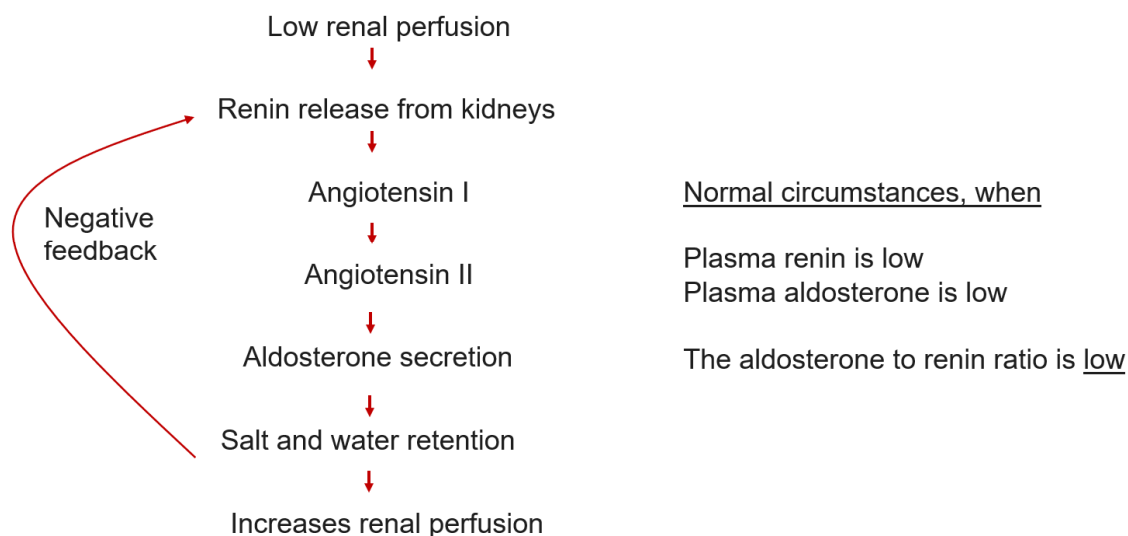 Low renal perfusion
Renin release from kidneys
Angiotensin I
Negative
feedback
Angiotensin II
Aldosterone secretion
Salt and water retention
Increases renal perfusion
Normal circumstances, when
Plasma renin is low
Plasma aldosterone is low
The aldosterone to renin ratio is low